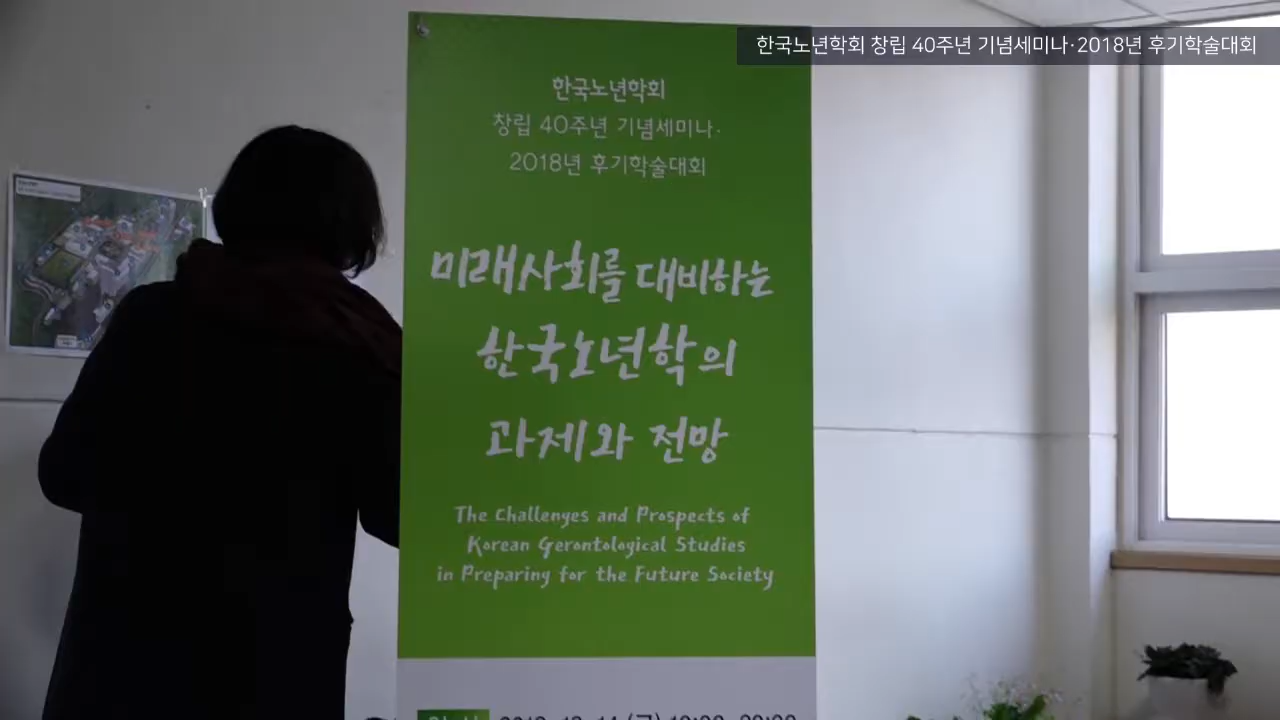 한국노년학회 창립 40주년 기념세미나·2018년 후기학술대회
한국노년학회
창립 40주년 기념세미나·
2018년 후기학술대회
미래사회를 대비하는
한국노년학의
과제와 전망
The Challenges and Prospects of
Korean Gerontological Studies
in Preparing for the Future Society